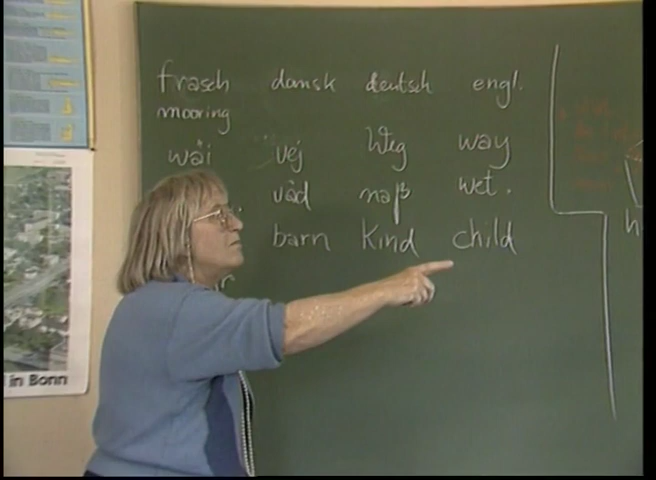 frasch dansk deutsch engl.
mooring
wäi vej Weg way
våd naß wet.
barn Kind child
in Bonn